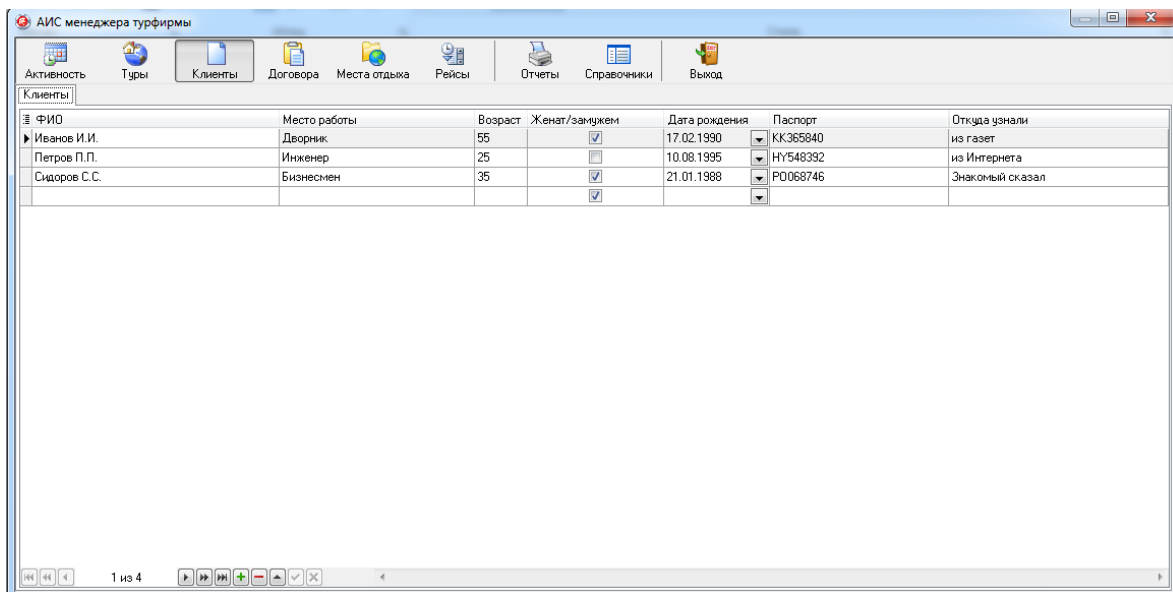 АИС менеджера турфирмы
Активность Туры Клиенты Договора Места отдыха Рейсы Отчеты Справочники Выход
Клиенты
ФИО Место работы Возраст Женат/замужем Дата рождения Паспорт Откуда узнали
Иванов И.И. Дворник 55 17.02.1990 КК365840 из газет
Петров П.П. Инженер 25 10.08.1995 НУ548392 из Интернета
Сидоров С.С. Бизнесмен 35 21.01.1988 РО068746 Знакомый сказал
1 из 4